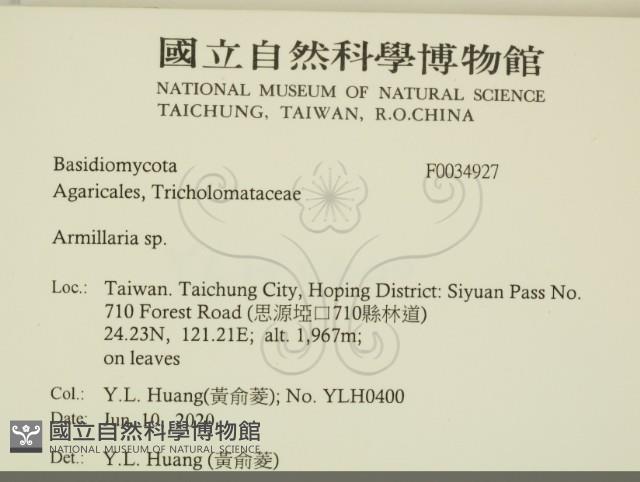 國立自然科學博物館
NATIONAL MUSEUM OF NATURAL SCIENCE
TAICHUNG, TAIWAN, R.O.CHINA
Basidiomycota F0034927
Agaricales, Tricholomataceae
Armillaria sp.
Loc.: Taiwan. Taichung City, Hoping District: Siyuan Pass No.
710 Forest Road (思源埡口710縣林道)
24.23N, 121.21E; alt. 1,967m;
on leaves
Col.: Y.L. Huang(黃俞菱); No. YLH0400
Date: Jun. 10, 2020
國立自然科學博物館
NATIONAL MUSEUM OF NATURAL SCIENCE
Det.: Y.L. Huang (黃俞菱)